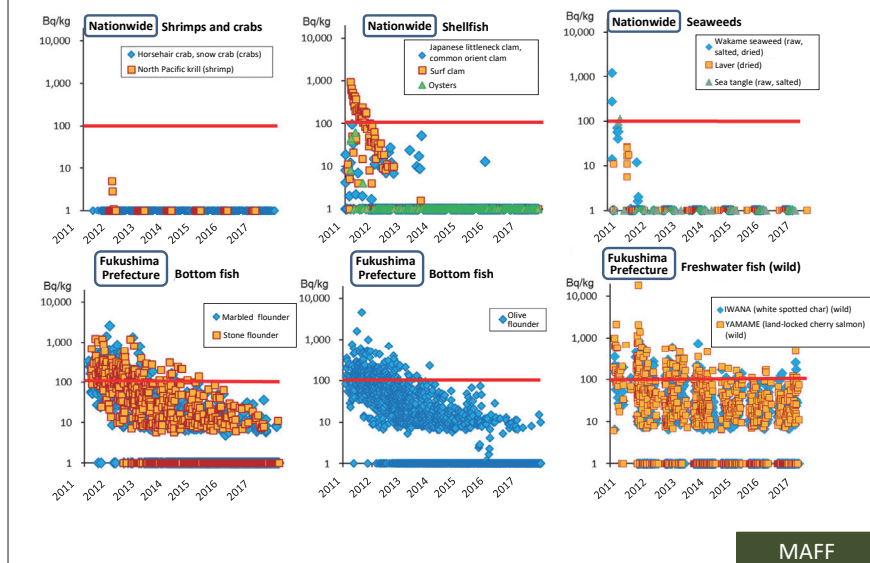 Nationwide Shrimps and crabs
Bq/kg
10,000
1,000
100
10
1
Horsehair crab, snow crab (crabs)
North Pacific krill (shrimp)
2011 2012 2013 2014 2015 2016 2017
Nationwide Shellfish
Bq/kg
10,000
1,000
100
10
1
Japanese littleneck clam,
common orient clam
Surf clam
Oysters
2011 2012 2013 2014 2015 2016 2017
Nationwide Seaweeds
Bq/kg
10,000
1,000
100
10
1
Wakame seaweed (raw,
salted, dried)
Laver (dried)
Sea tangle (raw, salted)
2011 2012 2013 2014 2015 2016 2017
Fukushima
Prefecture Bottom fish
Bq/kg
10,000
1,000
100
10
1
Marbled flounder
Stone flounder
2011 2012 2013 2014 2015 2016 2017
Fukushima
Prefecture Bottom fish
Bq/kg
10,000
1,000
100
10
1
Olive
flounder
2011 2012 2013 2014 2015 2016 2017
Fukushima
Prefecture Freshwater fish (wild)
Bq/kg
10,000
1,000
100
10
1
IWANA (white spotted char) (wild)
YAMAME (land-locked cherry salmon)
(wild)
2011 2012 2013 2014 2015 2016 2017
MAFF